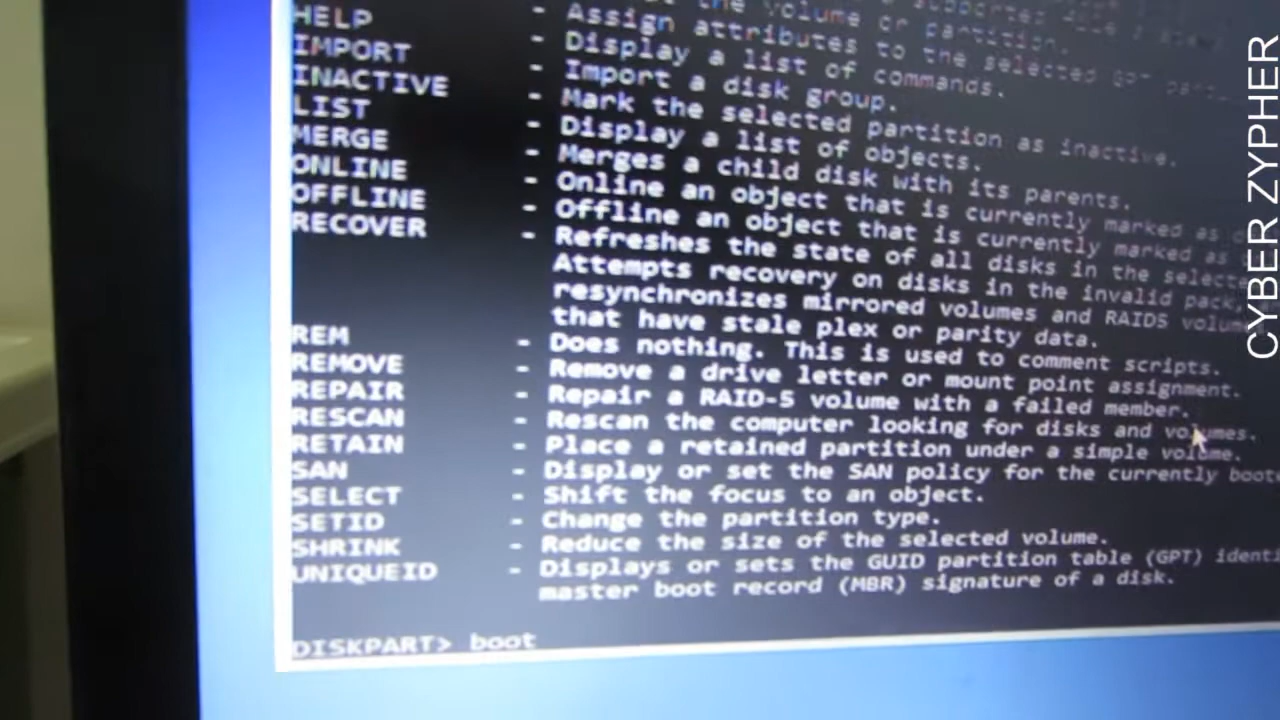 the volume or partition.
HELP - Assign attributes to the selected GPT
IMPORT - Display a list of commands.
INACTIVE - Import a disk group.
LIST - Mark the selected partition as inactive.
MERGE - Display a list of objects.
ONLINE - Merges a child disk with its parents.
OFFLINE - Online an object that is currently marked as
RECOVER - Offline an object that is currently marked as
- Refreshes the state of all disks in the selecte
Attempts recovery on disks in the invalid pack,
resynchronizes mirrored volumes and RAID5 volum
that have stale plex or parity data.
REM - Does nothing. This is used to comment scripts.
REMOVE - Remove a drive letter or mount point assignment.
REPAIR - Repair a RAID-5 volume with a failed member.
RESCAN - Rescan the computer looking for disks and volumes.
RETAIN - Place a retained partition under a simple volume.
SAN - Display or set the SAN policy for the currently boot
SELECT - Shift the focus to an object.
SETID - Change the partition type.
SHRINK - Reduce the size of the selected volume.
UNIQUEID - Displays or sets the GUID partition table (GPT) identi
master boot record (MBR) signature of a disk.
DISKPART> boot
CYBER ZYPHER